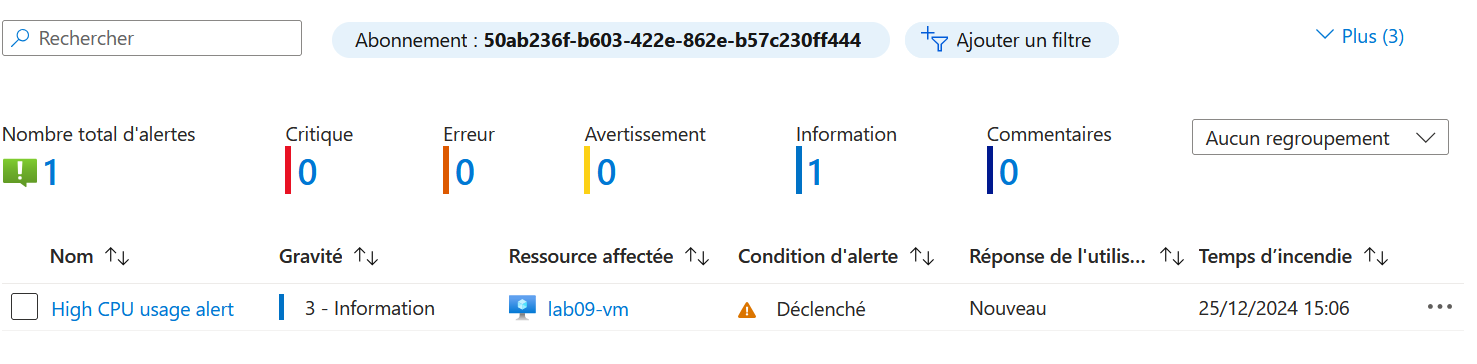 Rechercher
Abonnement : 50ab236f-b603-422e-862e-b57c230ff444
Ajouter un filtre
Plus (3)
Nombre total d'alertes
1
Critique
0
Erreur
0
Avertissement
0
Information
1
Commentaires
0
Aucun regroupement
Nom Gravité Ressource affectée Condition d'alerte Réponse de l'utilis... Temps d’incendie
High CPU usage alert 3 - Information lab09-vm Déclenché Nouveau 25/12/2024 15:06